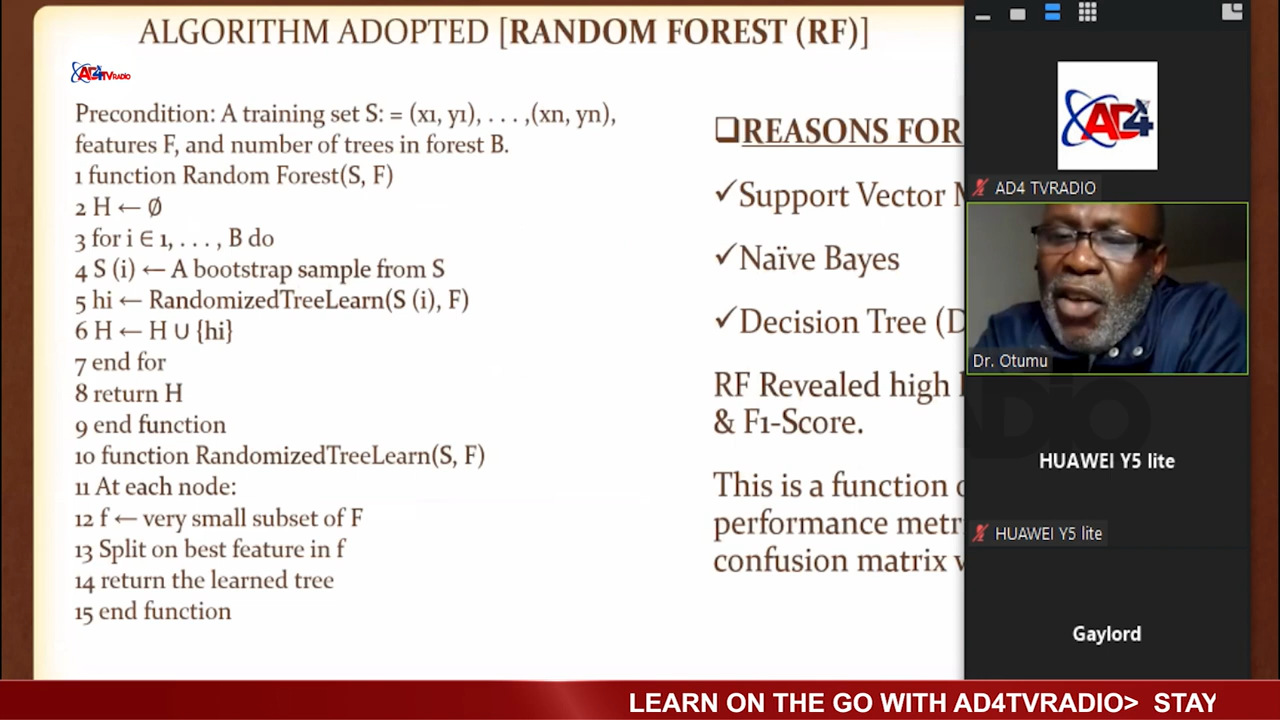 ALGORITHM ADOPTED [RANDOM FOREST (RF)]
AD4 TV RADIO
Precondition: A training set S: = (x1, y1), . . . ,(xn, yn),
features F, and number of trees in forest B.
1 function Random Forest(S, F)
2 H ← Ø
3 for i ∈ 1, . . . , B do
4 S (i) ← A bootstrap sample from S
5 hi ← RandomizedTreeLearn(S (i), F)
6 H ← H ∪ {hi}
7 end for
8 return H
9 end function
10 function RandomizedTreeLearn(S, F)
11 At each node:
12 f ← very small subset of F
13 Split on best feature in f
14 return the learned tree
15 end function
❑REASONS FOR
✓Support Vector
✓Naïve Bayes
✓Decision Tree (D
RF Revealed high
& F1-Score.
This is a function
performance metr
confusion matrix
AD4
AD4 TVRADIO
Dr. Otumu
HUAWEI Y5 lite
HUAWEI Y5 lite
Gaylord
LEARN ON THE GO WITH AD4TVRADIO> STAY